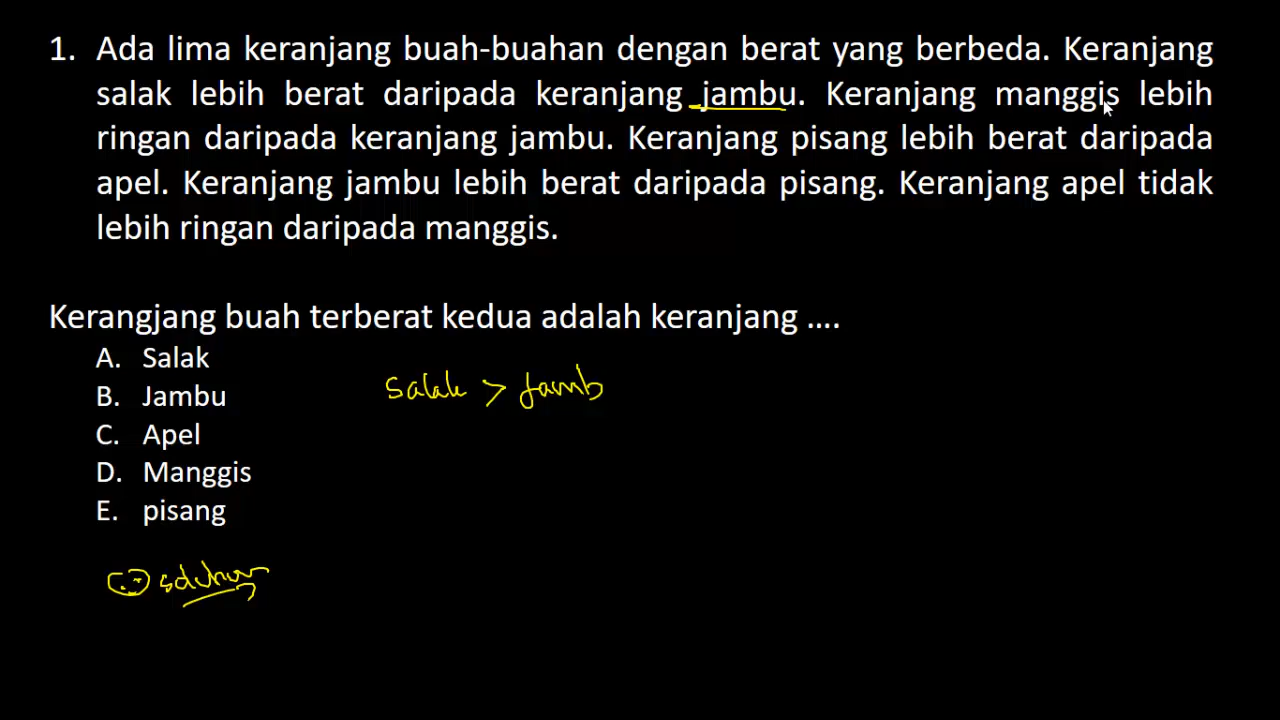 1. Ada lima keranjang buah-buahan dengan berat yang berbeda. Keranjang
salak lebih berat daripada keranjang jambu. Keranjang manggis lebih
ringan daripada keranjang jambu. Keranjang pisang lebih berat daripada
apel. Keranjang jambu lebih berat daripada pisang. Keranjang apel tidak
lebih ringan daripada manggis.
Kerangjang buah terberat kedua adalah keranjang ....
A. Salak
B. Jambu
salak > jamb
C. Apel
D. Manggis
E. pisang